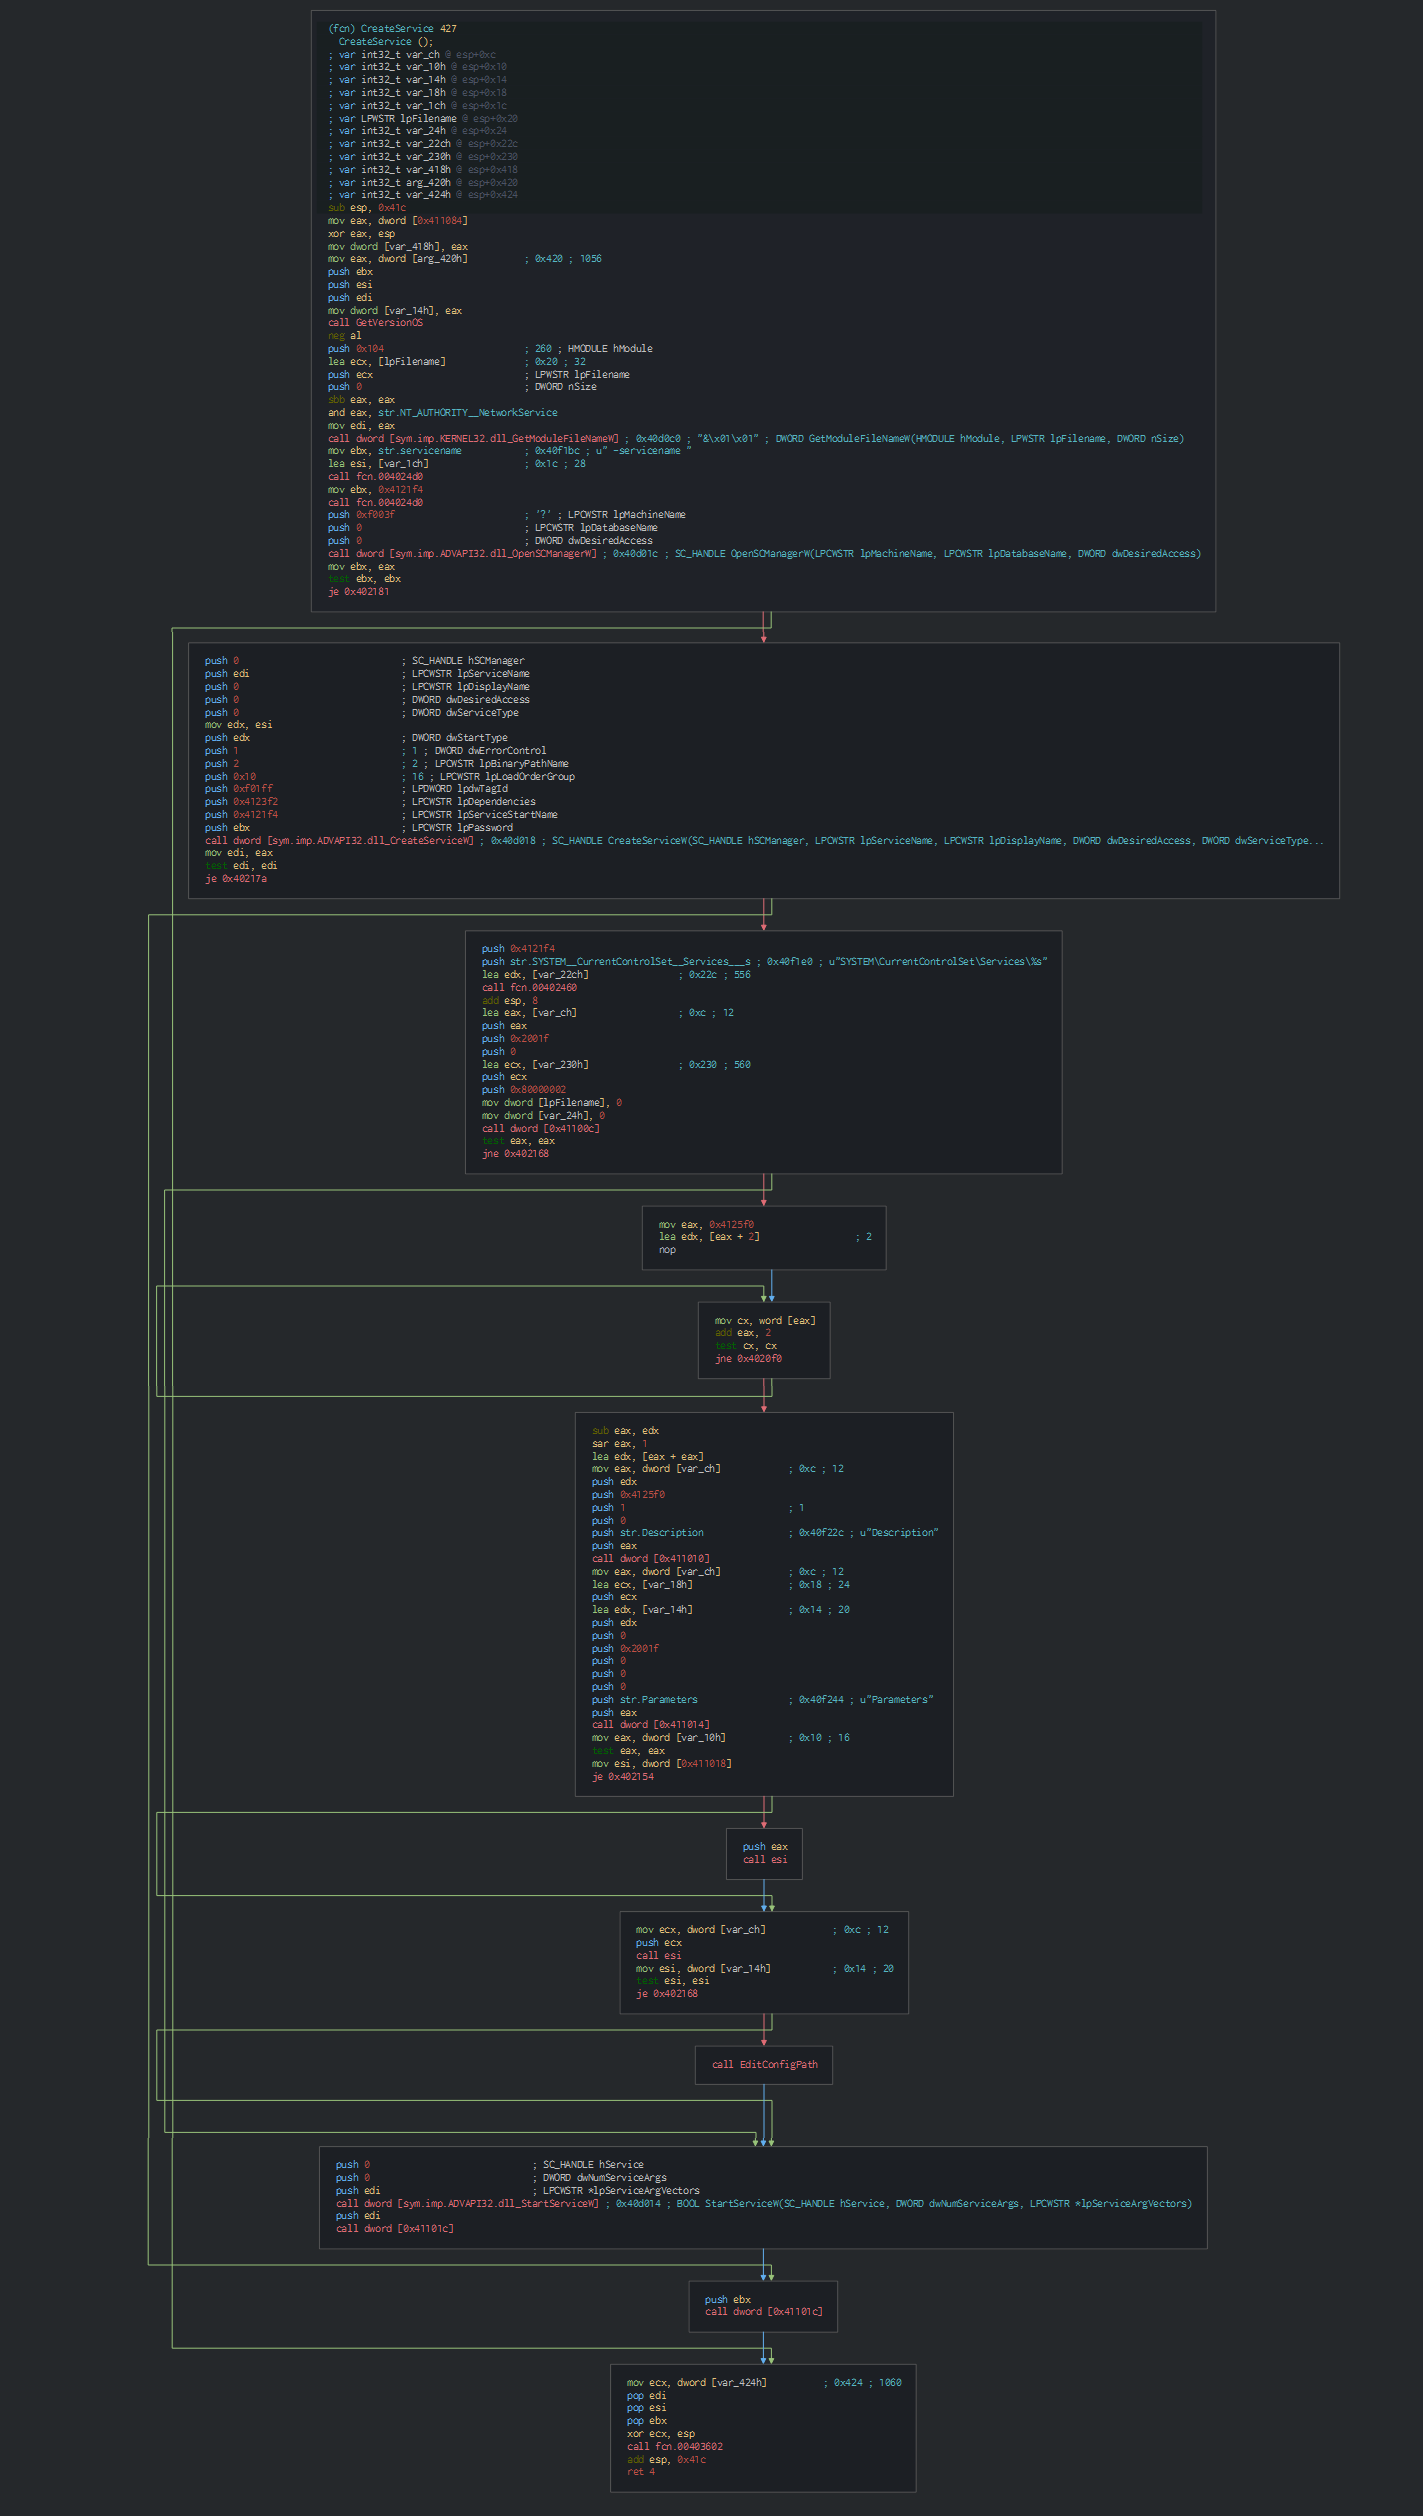 (fcn) CreateService 427
CreateService ();
; var int32_t var_ch @ esp+0xc
; var int32_t var_10h @ esp+0x10
; var int32_t var_14h @ esp+0x14
; var int32_t var_18h @ esp+0x18
; var int32_t var_1ch @ esp+0x1c
; var LPWSTR lpFilename @ esp+0x20
; var int32_t var_24h @ esp+0x24
; var int32_t var_22ch @ esp+0x22c
; var int32_t var_230h @ esp+0x230
; var int32_t var_418h @ esp+0x418
; var int32_t arg_420h @ esp+0x420
; var int32_t var_424h @ esp+0x424
sub esp, 0x41c
mov eax, dword [0x411084]
xor eax, esp
mov dword [var_418h], eax
mov eax, dword [arg_420h] ; 0x420 ; 1056
push ebx
push esi
push edi
mov dword [var_14h], eax
call GetVersionOS
neg al
push 0x104 ; 260 ; HMODULE hModule
lea ecx, [lpFilename] ; 0x20 ; 32
push ecx ; LPWSTR lpFilename
push 0 ; DWORD nSize
sbb eax, eax
and eax, str.NT_AUTHORITY__NetworkService
mov edi, eax
call dword [sym.imp.KERNEL32.dll_GetModuleFileNameW] ; 0x40d0c0 ; "&\x01\x01" ; DWORD GetModuleFileNameW(HMODULE hModule, LPWSTR lpFilename, DWORD nSize)
mov ebx, str.servicename ; 0x40f1bc ; u" -servicename "
lea esi, [var_1ch] ; 0x1c ; 28
call fcn.004024d0
mov ebx, 0x4121f4
call fcn.004024d0
push 0xf003f ; '?' ; LPCWSTR lpMachineName
push 0 ; LPCWSTR lpDatabaseName
push 0 ; DWORD dwDesiredAccess
call dword [sym.imp.ADVAPI32.dll_OpenSCManagerW] ; 0x40d01c ; SC_HANDLE OpenSCManagerW(LPCWSTR lpMachineName, LPCWSTR lpDatabaseName, DWORD dwDesiredAccess)
mov ebx, eax
test ebx, ebx
je 0x402181
push 0 ; SC_HANDLE hSCManager
push edi ; LPCWSTR lpServiceName
push 0 ; LPCWSTR lpDisplayName
push 0 ; DWORD dwDesiredAccess
push 0 ; DWORD dwServiceType
mov edx, esi
push edx ; DWORD dwStartType
push 1 ; 1 ; DWORD dwErrorControl
push 2 ; 2 ; LPCWSTR lpBinaryPathName
push 0x10 ; 16 ; LPCWSTR lpLoadOrderGroup
push 0xf01ff ; LPDWORD lpdwTagId
push 0x4123f2 ; LPCWSTR lpDependencies
push 0x4121f4 ; LPCWSTR lpServiceStartName
push ebx ; LPCWSTR lpPassword
call dword [sym.imp.ADVAPI32.dll_CreateServiceW] ; 0x40d018 ; SC_HANDLE CreateServiceW(SC_HANDLE hSCManager, LPCWSTR lpServiceName, LPCWSTR lpDisplayName, DWORD dwDesiredAccess, DWORD dwServiceType...
mov edi, eax
test edi, edi
je 0x40217a
push 0x4121f4
push str.SYSTEM__CurrentControlSet__Services___s ; 0x40f1e0 ; u"SYSTEM\CurrentControlSet\Services\%s"
lea edx, [var_22ch] ; 0x22c ; 556
call fcn.00402460
add esp, 8
lea eax, [var_ch] ; 0xc ; 12
push eax
push 0x2001f
push 0
lea ecx, [var_230h] ; 0x230 ; 560
push ecx
push 0x80000002
mov dword [lpFilename], 0
mov dword [var_24h], 0
call dword [0x41100c]
test eax, eax
jne 0x402168
mov eax, 0x4125f0
lea edx, [eax + 2] ; 2
nop
mov cx, word [eax]
add eax, 2
test cx, cx
jne 0x4020f0
sub eax, edx
sar eax, 1
lea edx, [eax + eax]
mov eax, dword [var_ch] ; 0xc ; 12
push edx
push 0x4125f0
push 1 ; 1
push 0
push str.Description ; 0x40f22c ; u"Description"
push eax
call dword [0x411010]
mov eax, dword [var_ch] ; 0xc ; 12
lea ecx, [var_18h] ; 0x18 ; 24
push ecx
lea edx, [var_14h] ; 0x14 ; 20
push edx
push 0
push 0x2001f
push 0
push 0
push 0
push str.Parameters ; 0x40f244 ; u"Parameters"
push eax
call dword [0x411014]
mov eax, dword [var_10h] ; 0x10 ; 16
test eax, eax
mov esi, dword [0x411018]
je 0x402154
push eax
call esi
mov ecx, dword [var_ch] ; 0xc ; 12
push ecx
call esi
mov esi, dword [var_14h] ; 0x14 ; 20
test esi, esi
je 0x402168
call EditConfigPath
push 0 ; SC_HANDLE hService
push 0 ; DWORD dwNumServiceArgs
push edi ; LPCWSTR *lpServiceArgVectors
call dword [sym.imp.ADVAPI32.dll_StartServiceW] ; 0x40d014 ; BOOL StartServiceW(SC_HANDLE hService, DWORD dwNumServiceArgs, LPCWSTR *lpServiceArgVectors)
push edi
call dword [0x41101c]
push ebx
call dword [0x41101c]
mov ecx, dword [var_424h] ; 0x424 ; 1060
pop edi
pop esi
pop ebx
xor ecx, esp
call fcn.00403602
add esp, 0x41c
ret 4